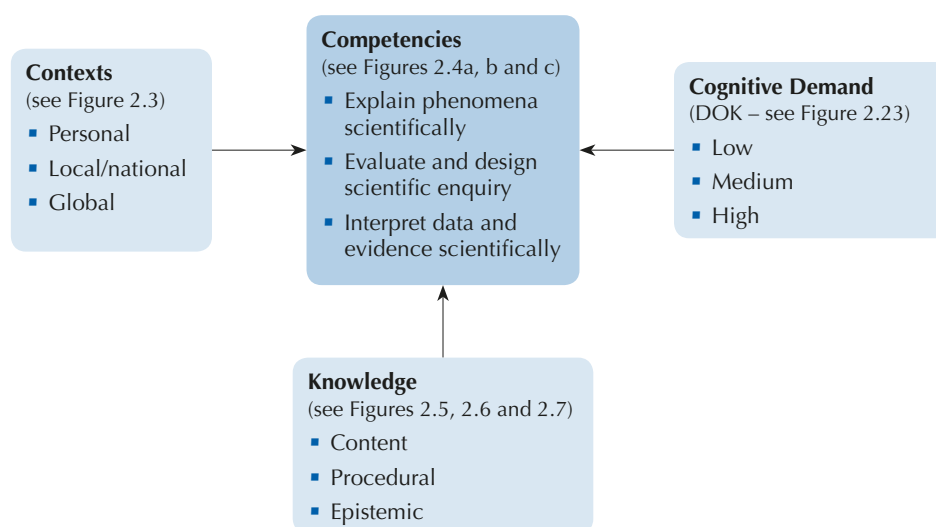 Contexts
(see Figure 2.3)
▪ Personal
▪ Local/national
▪ Global
Competencies
(see Figures 2.4a, b and c)
▪ Explain phenomena
scientifically
▪ Evaluate and design
scientific enquiry
▪ Interpret data and
evidence scientifically
Cognitive Demand
(DOK – see Figure 2.23)
▪ Low
▪ Medium
▪ High
Knowledge
(see Figures 2.5, 2.6 and 2.7)
▪ Content
▪ Procedural
▪ Epistemic